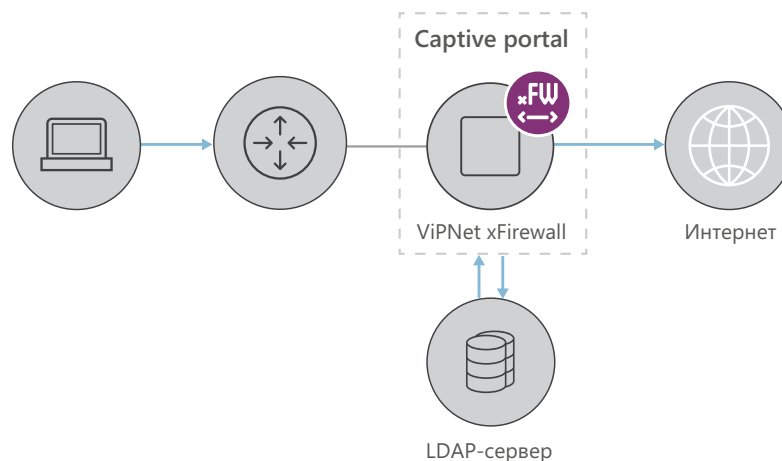 Captive portal
xFW
ViPNet xFirewall
Интернет
LDAP-сервер